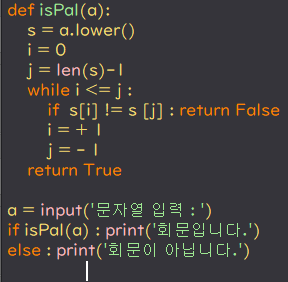 def isPal(a):
s = a.lower()
i = 0
j = len(s)-1
while i <= j :
if s[i] != s [j] : return False
i = + 1
j = - 1
return True
a = input('문자열 입력 : ')
if isPal(a) : print('회문입니다.')
else : print('회문이 아닙니다.')